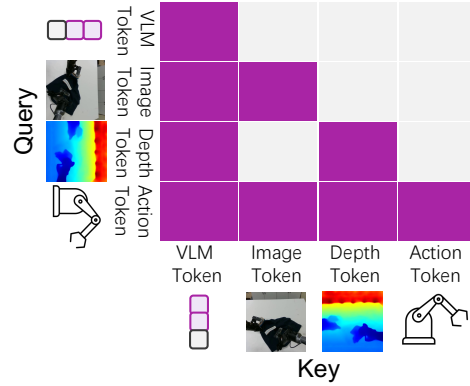 Query
VLM
Token
Image
Token
Depth
Token
Action
Token
VLM
Token
Image
Token
Depth
Token
Action
Token
Key